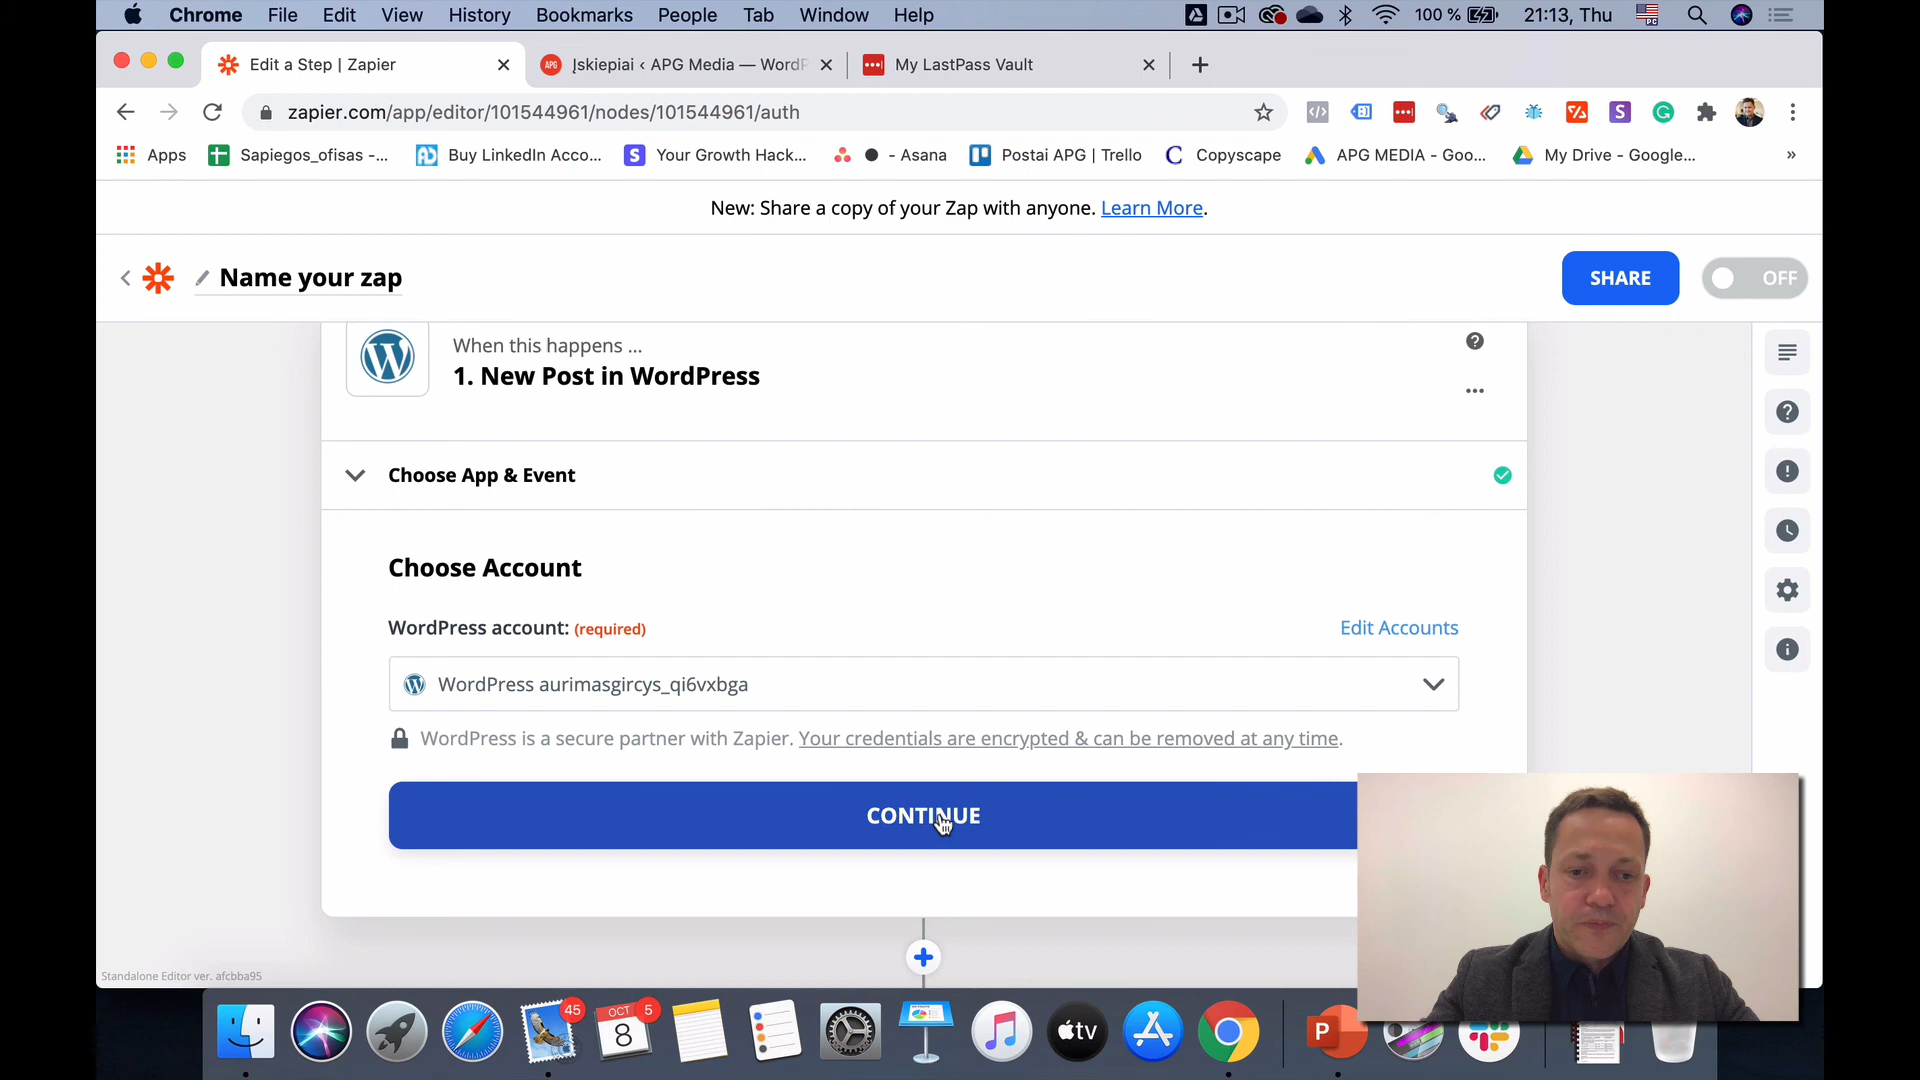 Chrome File Edit View History Bookmarks People Tab Window Help 100 % 21:13, Thu
Edit a Step | Zapier
Įskiepiai ‹ APG Media — WordP
My LastPass Vault
zapier.com/app/editor/101544961/nodes/101544961/auth
Apps Sapiegos_ofisas -... Buy LinkedIn Acco... Your Growth Hack... - Asana Postai APG | Trello Copyscape APG MEDIA - Goo... My Drive - Google... »
New: Share a copy of your Zap with anyone. Learn More.
Name your zap
SHARE
OFF
When this happens ...
1. New Post in WordPress
Choose App & Event
Choose Account
WordPress account: (required)
Edit Accounts
WordPress aurimasgircys_qi6vxbga
WordPress is a secure partner with Zapier. Your credentials are encrypted & can be removed at any time.
CONTINUE
Standalone Editor ver. afcbba95
45
OCT
8
5
tv
P